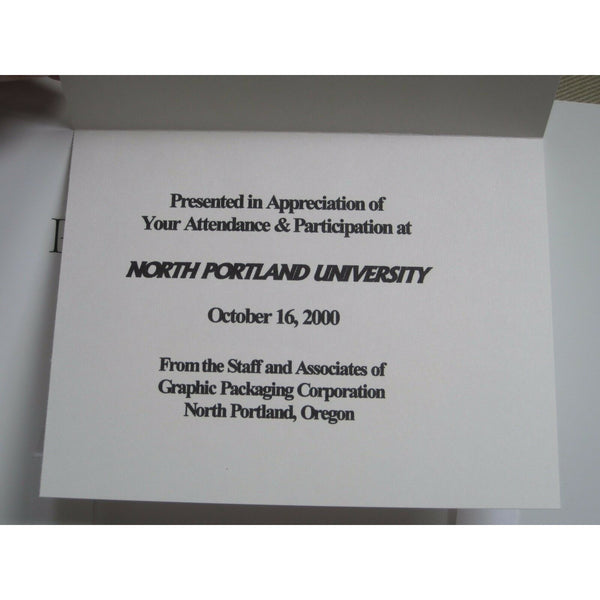 Presented in Appreciation of
Your Attendance & Participation at
NORTH PORTLAND UNIVERSITY
October 16, 2000
From the Staff and Associates of
Graphic Packaging Corporation
North Portland, Oregon